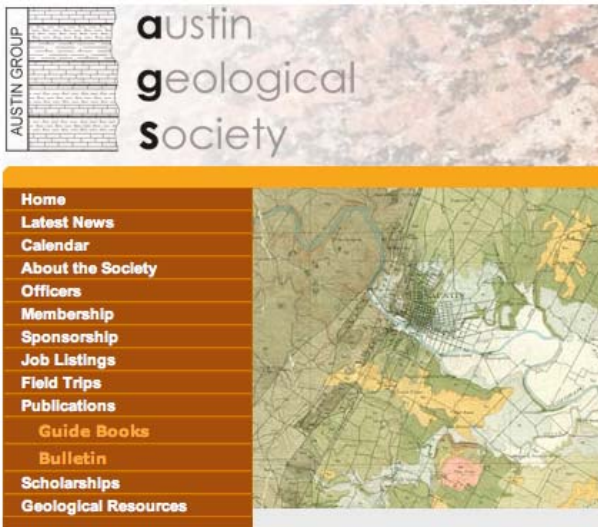 AUSTIN GROUP
austin
geological
Society
Home
Latest News
Calendar
About the Society
Officers
Membership
Sponsorship
Job Listings
Field Trips
Publications
Guide Books
Bulletin
Scholarships
Geological Resources
AUSTIN